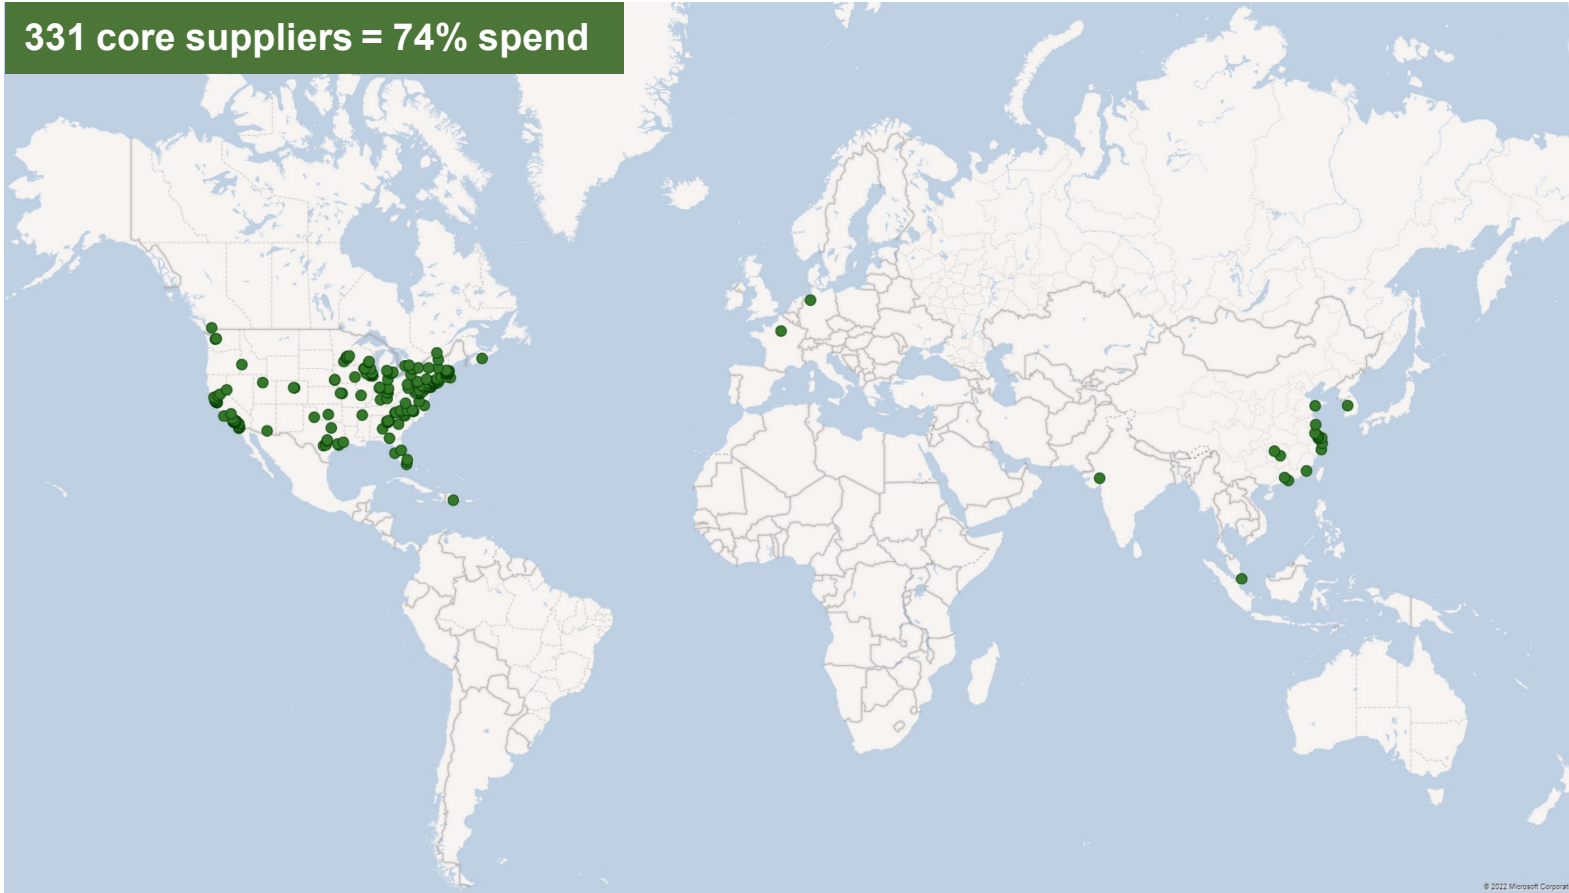 331 core suppliers = 74% spend
© 2022 Microsoft Corporat